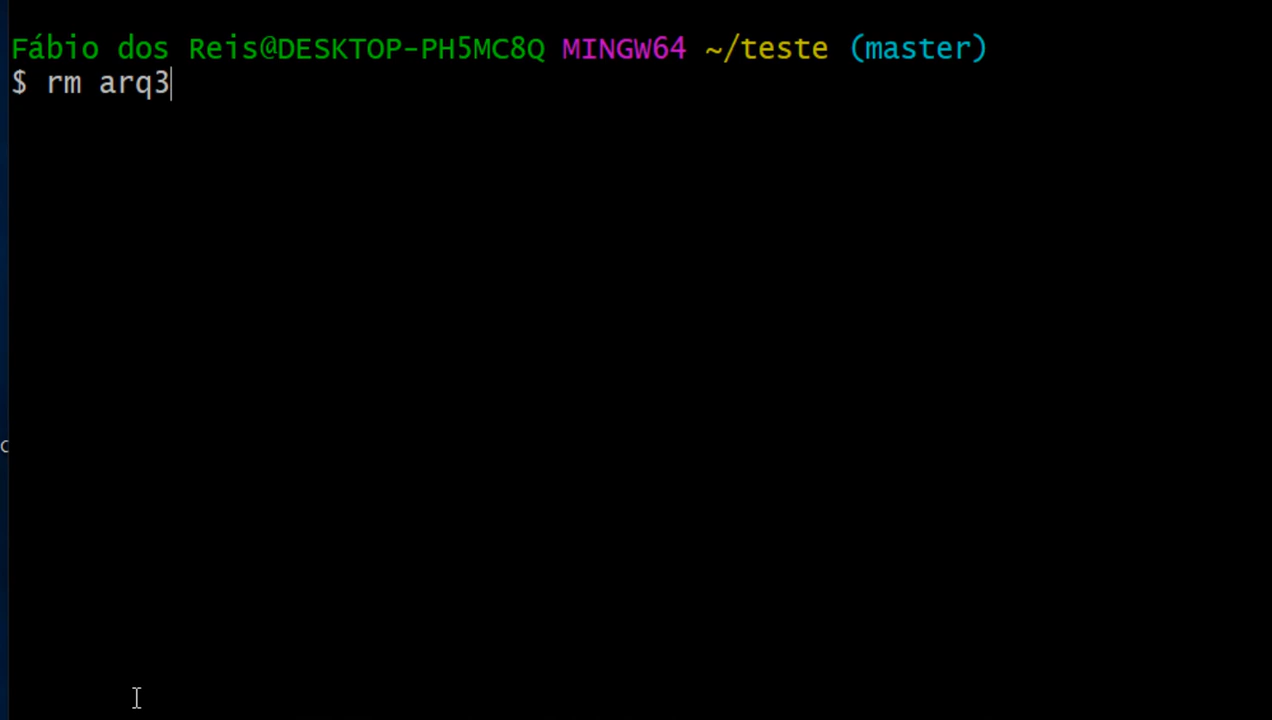 Fábio dos Reis@DESKTOP-PH5MC8Q MINGW64 ~/teste (master)
$ rm arq3